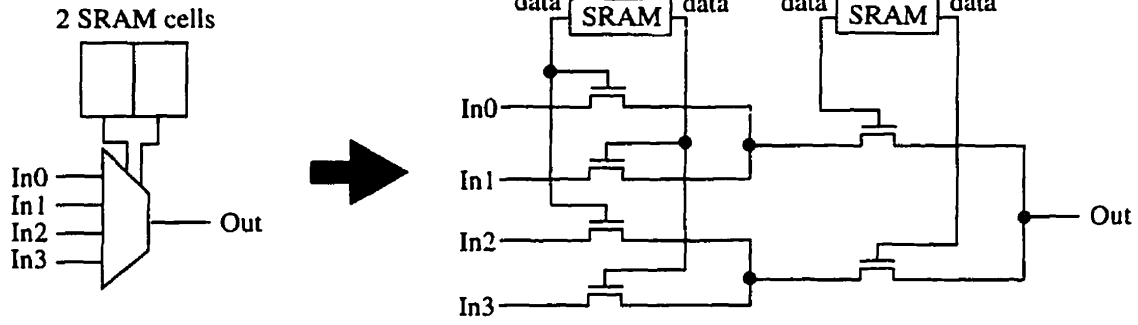 2 SRAM cells
In0
In1
In2
In3
Out
data SRAM data
data SRAM data
In0
In1
In2
In3
Out